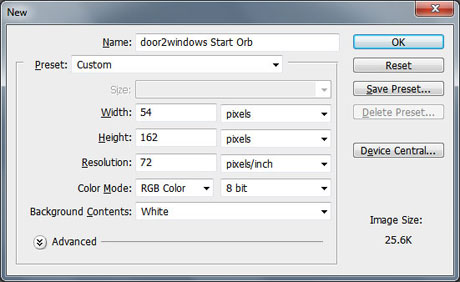 New
Name: door2windows Start Orb
OK
Preset: Custom
Reset
Size:
Save Preset...
Width: 54 pixels
Delete Preset...
Height: 162 pixels
Resolution: 72 pixels/inch
Device Central...
Color Mode: RGB Color 8 bit
Background Contents: White
Image Size:
Advanced
25.6K